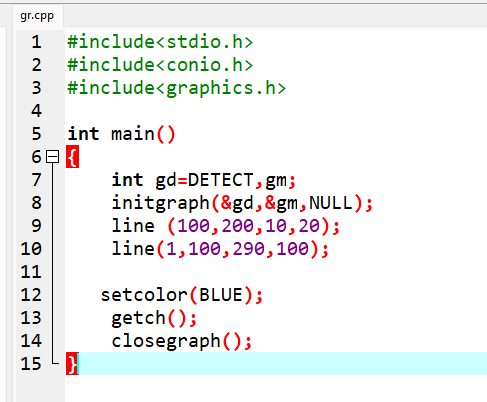 gr.cpp
1 #include<stdio.h>
2 #include<conio.h>
3 #include<graphics.h>
4
5 int main()
6 {
7     int gd=DETECT,gm;
8     initgraph(&gd,&gm,NULL);
9     line (100,200,10,20);
10     line(1,100,290,100);
11
12    setcolor(BLUE);
13     getch();
14     closegraph();
15 }